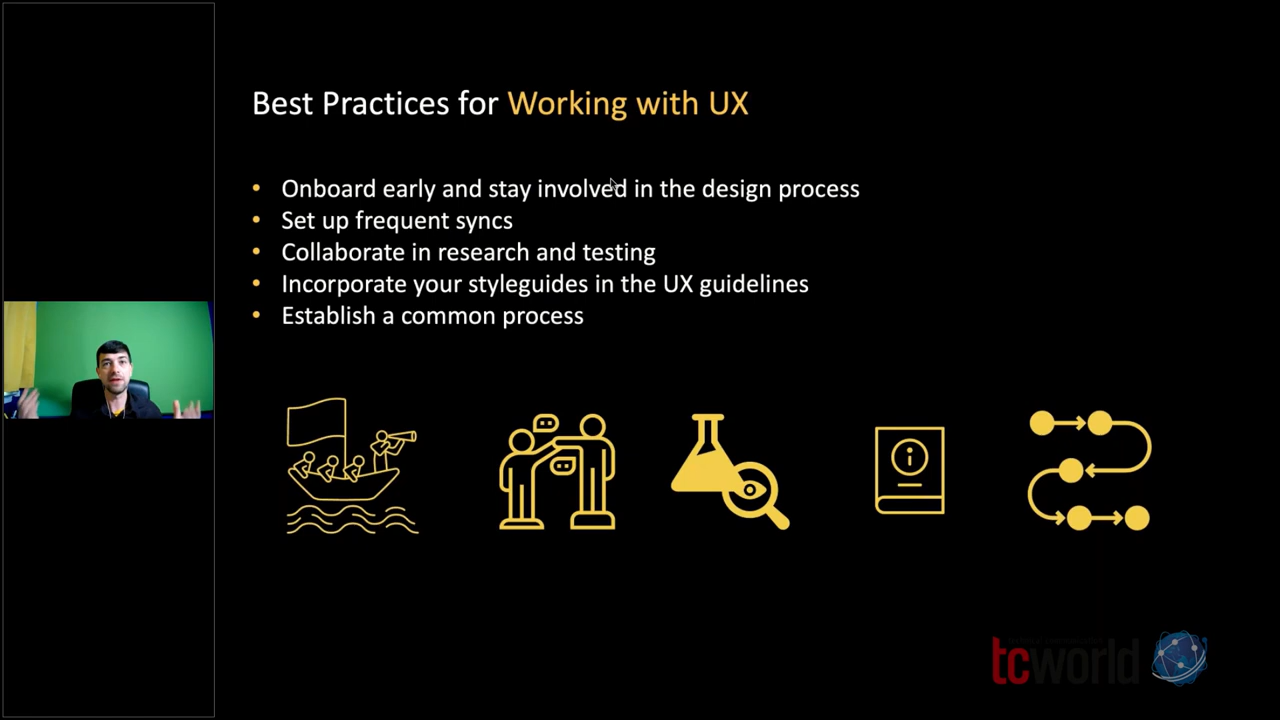 Best Practices for Working with UX
• Onboard early and stay involved in the design process
• Set up frequent syncs
• Collaborate in research and testing
• Incorporate your styleguides in the UX guidelines
• Establish a common process
tcworld